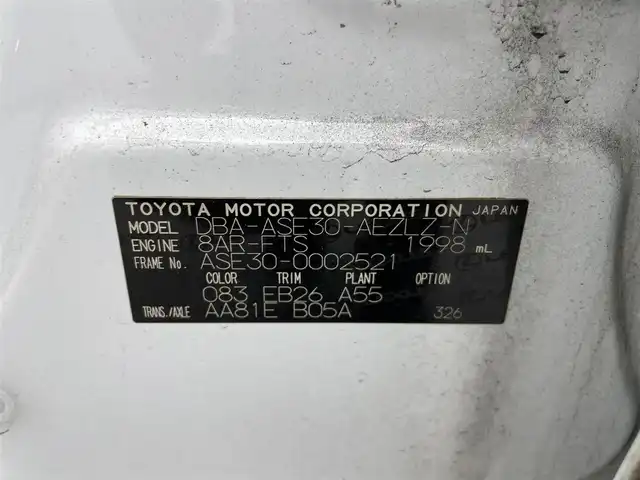 TOYOTA MOTOR CORPORATION JAPAN
MODEL DBA-ASE30-AEZLZ-N
ENGINE 8AR-FTS 1998 mL
FRAME No. ASE30-0002521
COLOR TRIM PLANT OPTION
083 EB26 A55
TRANS./AXLE AA81E B05A 326